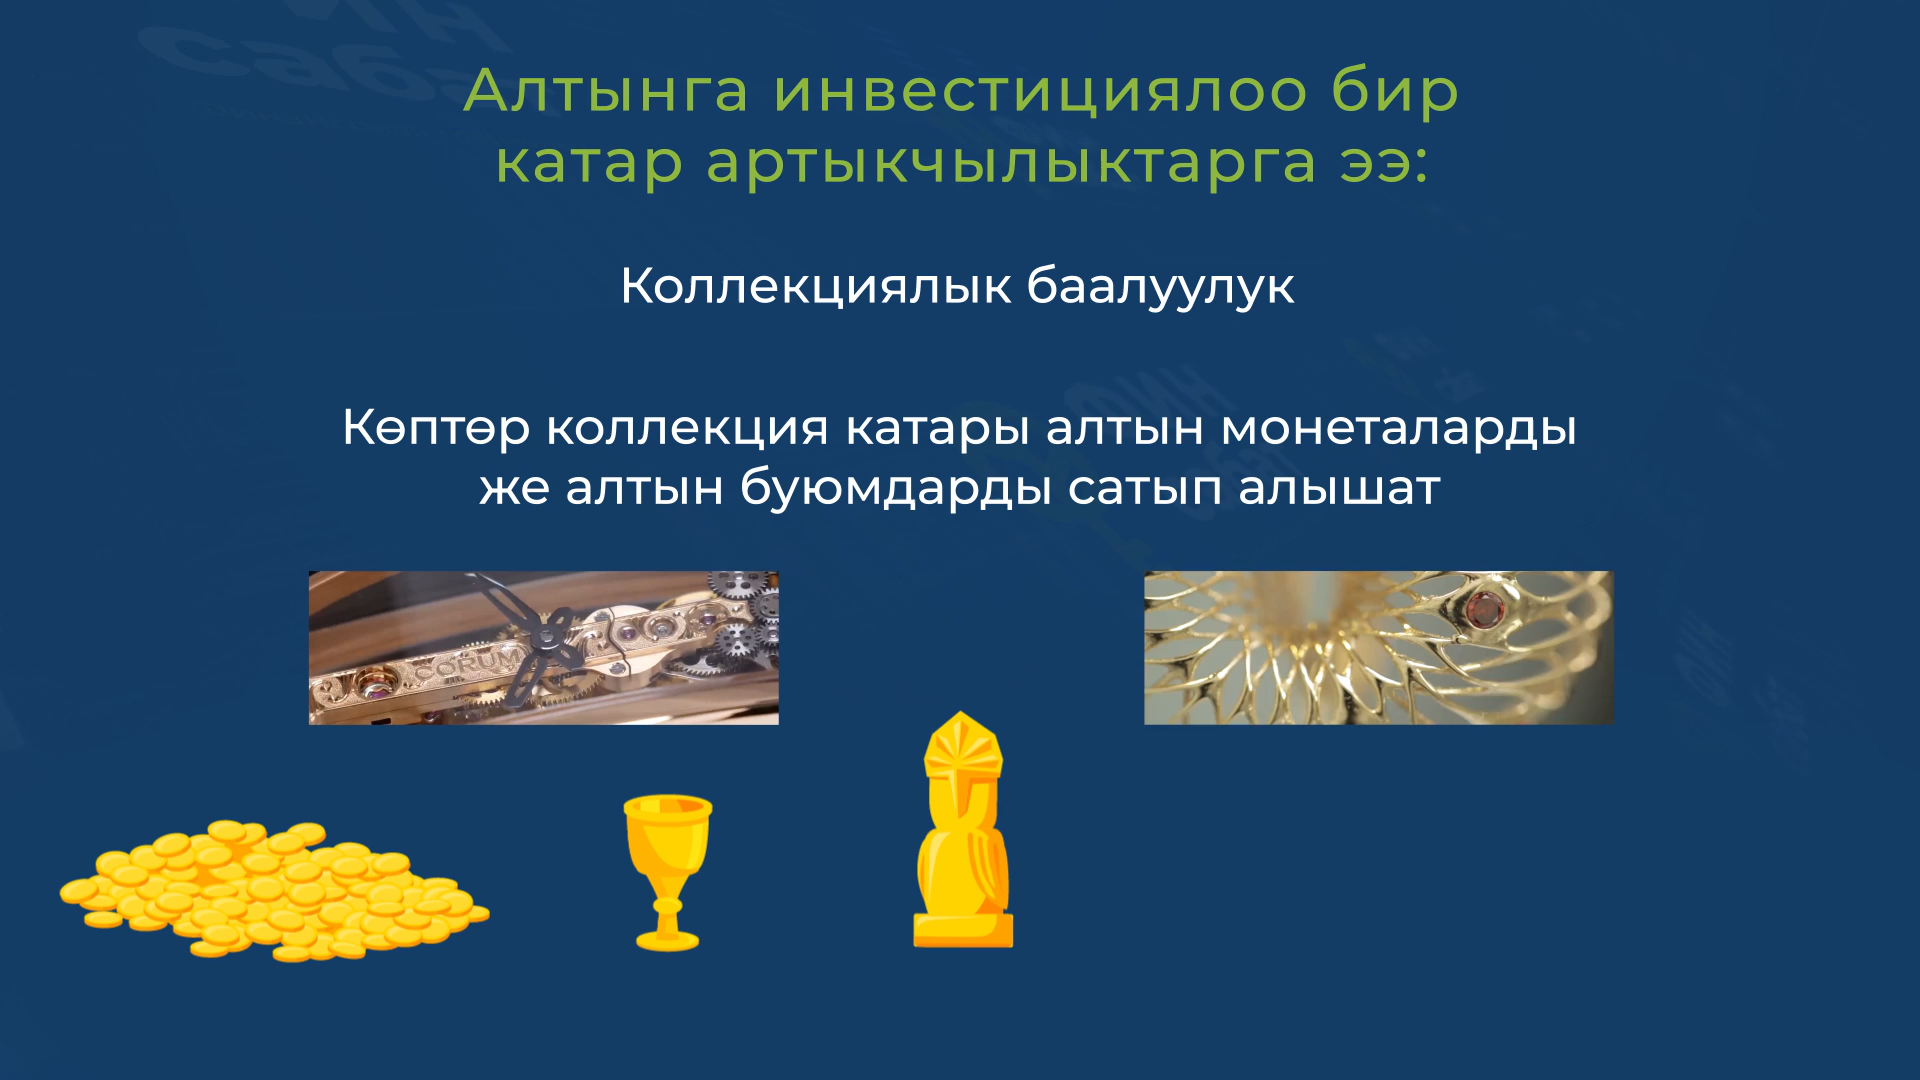 Алтынга инвестициялоо бир
катар артыкчылыктарга ээ:
Коллекциялык баалуулук
Көптөр коллекция катары алтын монеталарды
же алтын буюмдарды сатып алышат
CORUM